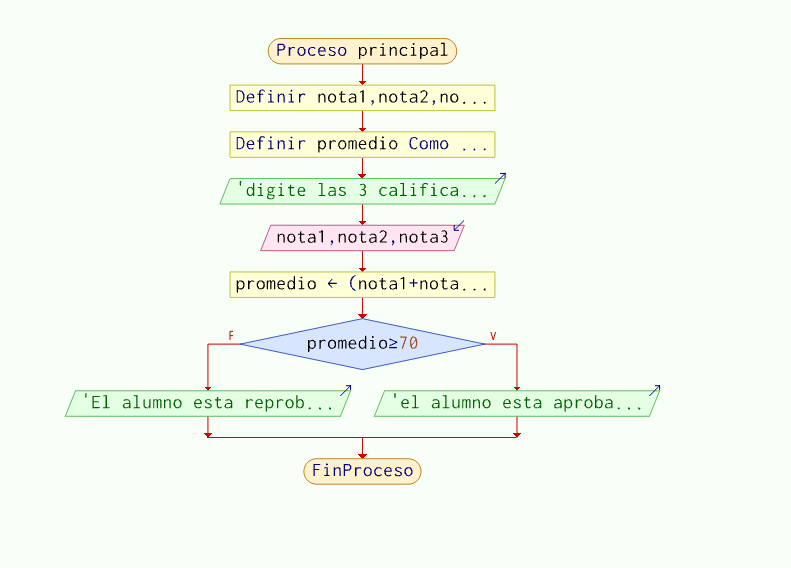 Proceso principal
Definir nota1,nota2,no...
Definir promedio Como ...
'digite las 3 califica...
nota1,nota2,nota3
promedio ← (nota1+nota...
promedio≥70
F
V
'El alumno esta reprob...
'el alumno esta aproba...
FinProceso